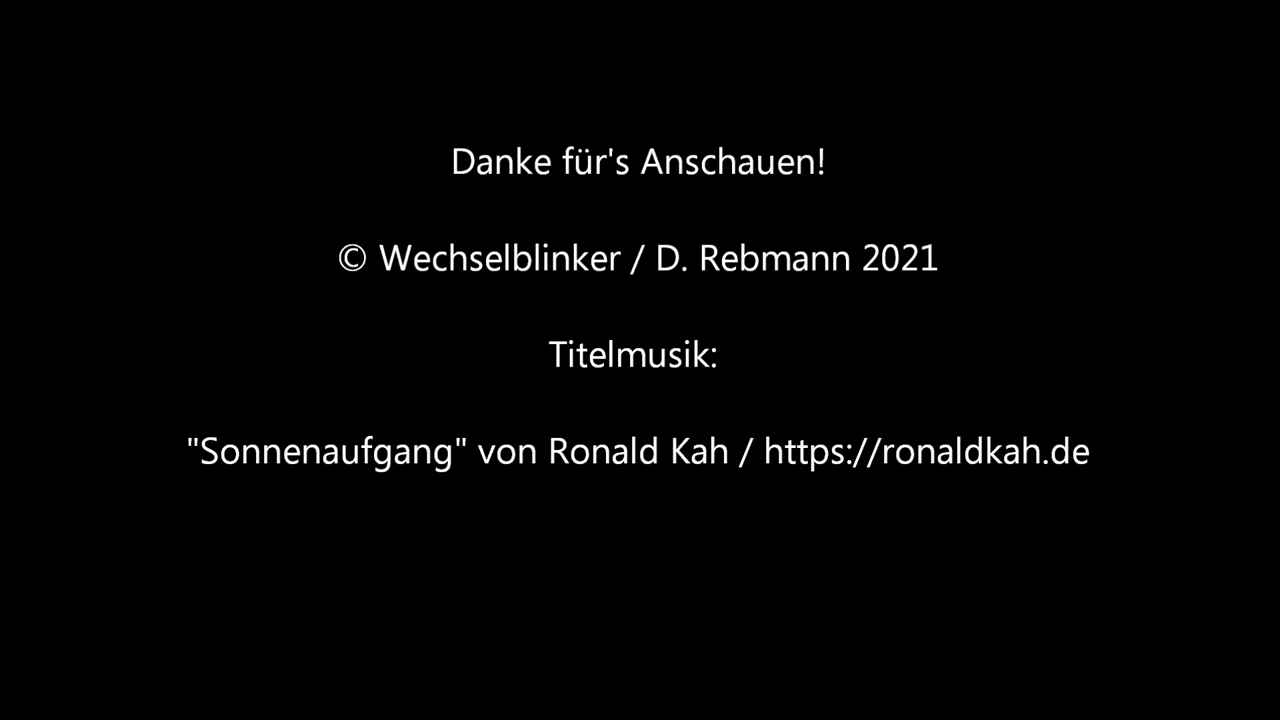 Danke für's Anschauen!
© Wechselblinker / D. Rebmann 2021
Titelmusik:
"Sonnenaufgang" von Ronald Kah / https://ronaldkah.de